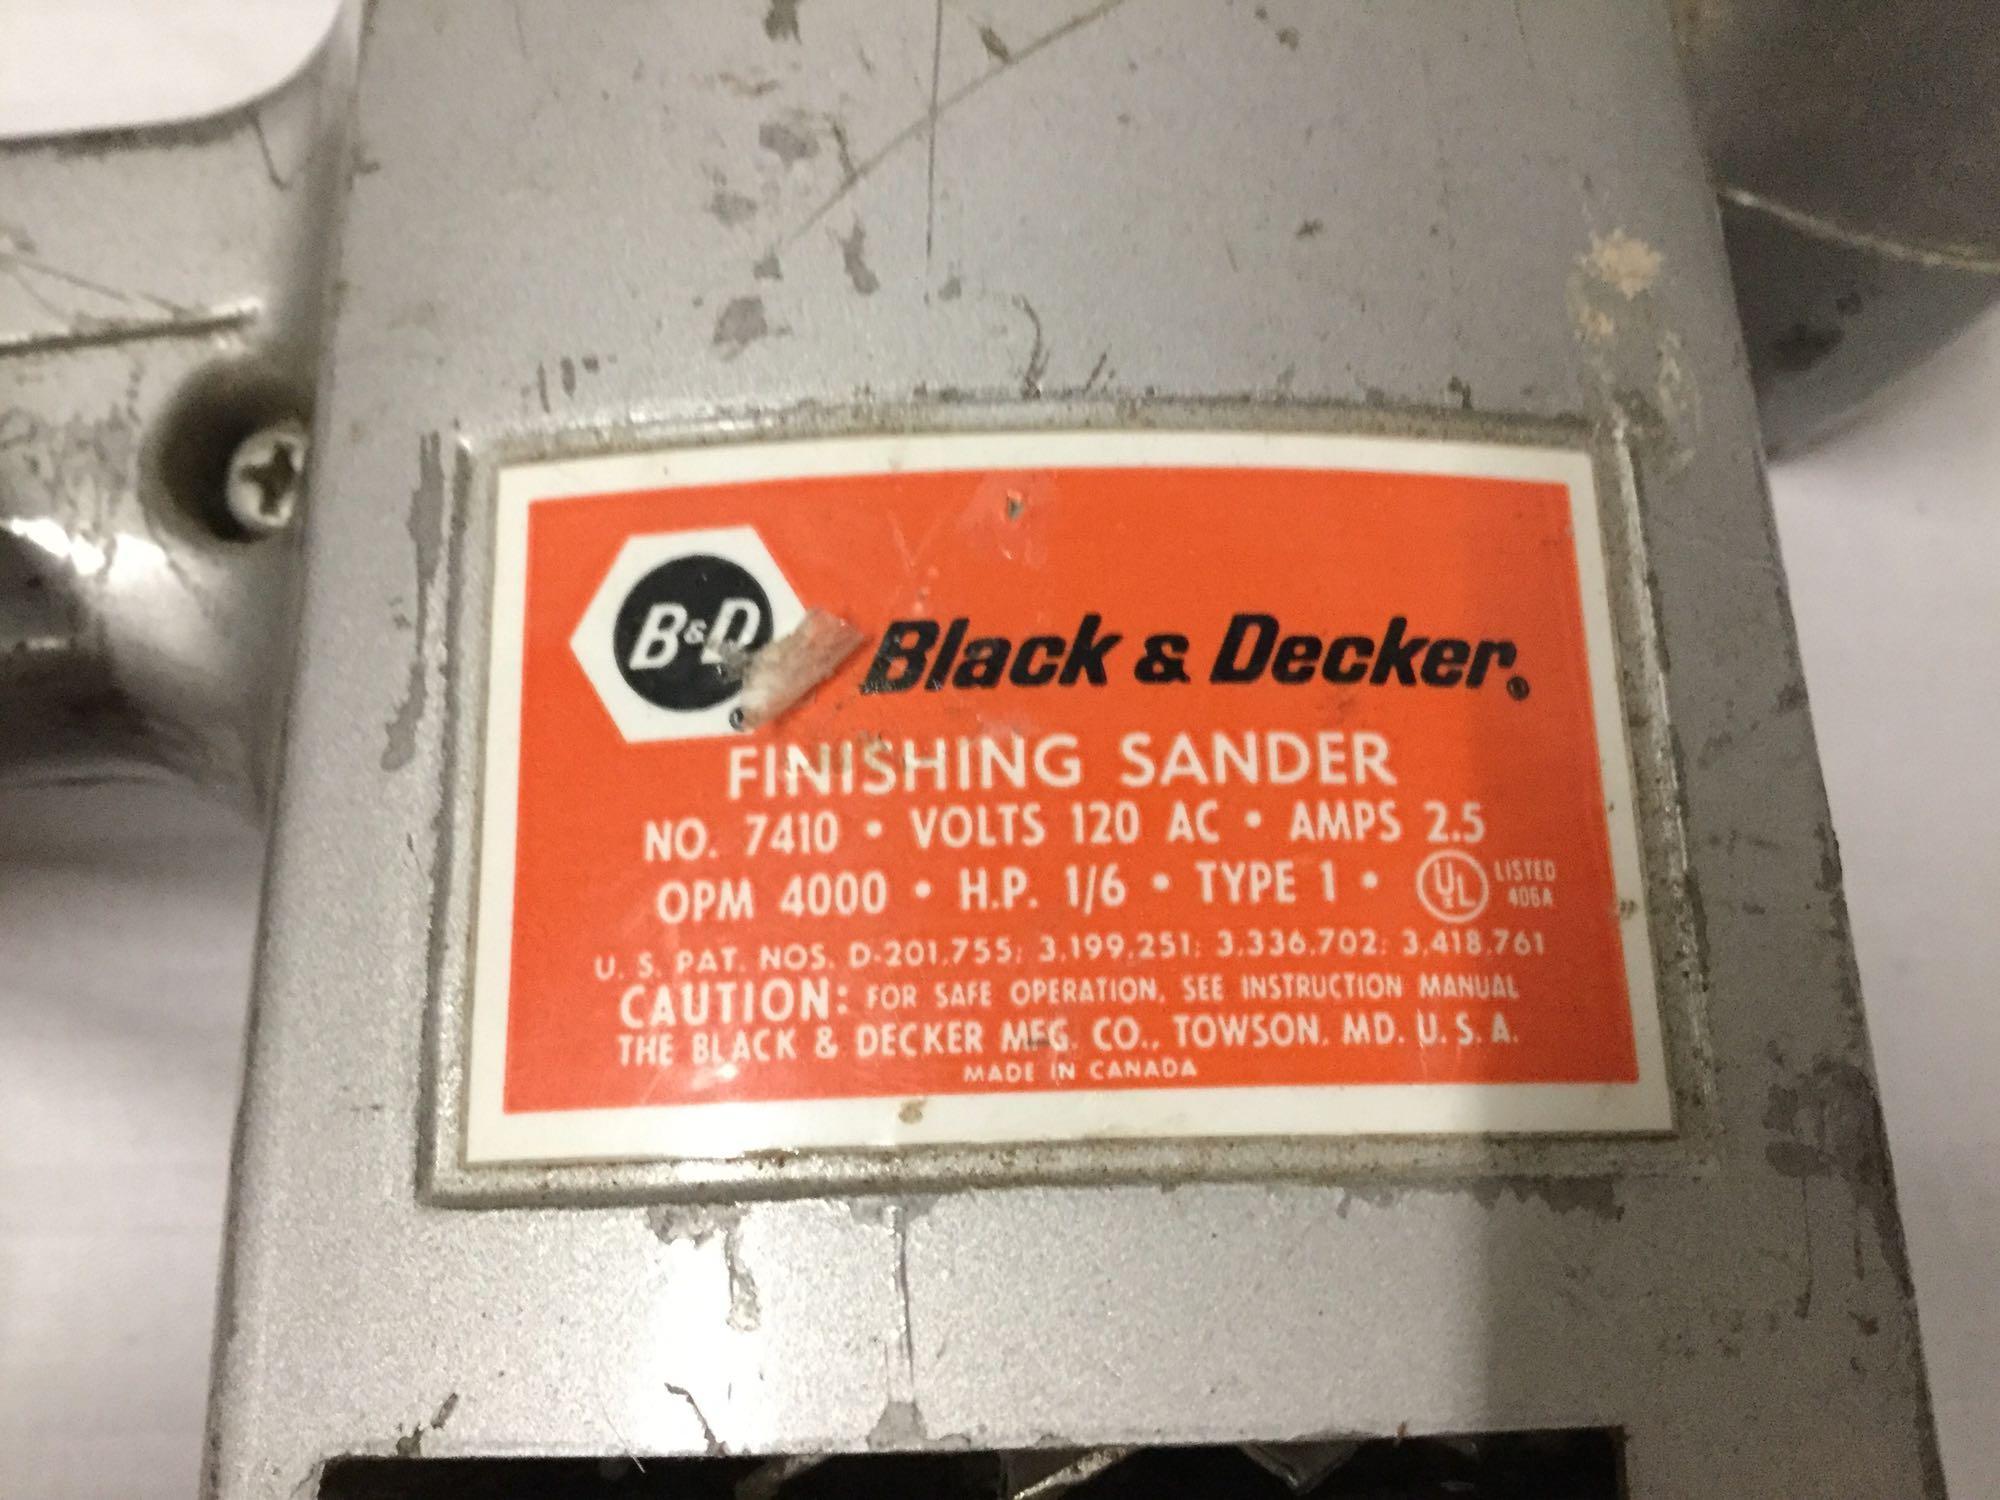 B&D
Black & Decker®
FINISHING SANDER
NO. 7410 • VOLTS 120 AC • AMPS 2.5
OPM 4000 • H.P. 1/6 • TYPE 1 • UL LISTED 406A
U. S. PAT. NOS. D-201,755; 3,199,251; 3,336,702; 3,418,761
CAUTION: FOR SAFE OPERATION, SEE INSTRUCTION MANUAL
THE BLACK & DECKER MFG. CO., TOWSON, MD. U. S. A.
MADE IN CANADA